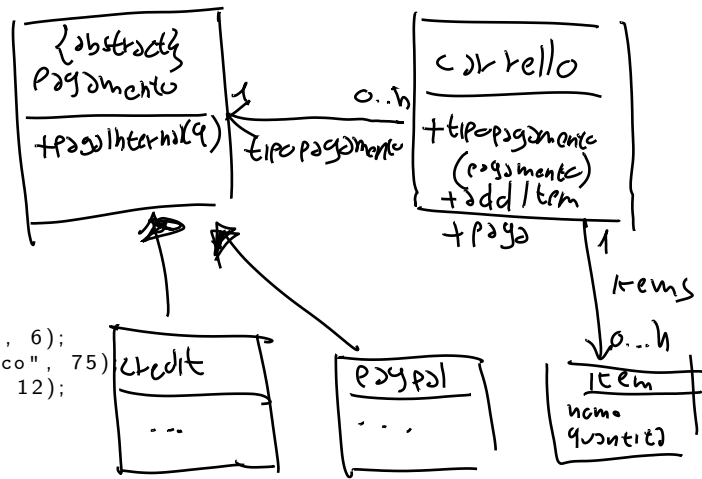 {abstract}
pagamento
+pagaInterna(q)
1
0..n
tipopagamento
carrello
+tipopagamento
(pagamento)
+addItem
+paga
1
items
0...n
, 6);
co", 75)
12);
credit
...
paypal
...
item
nome
quantità